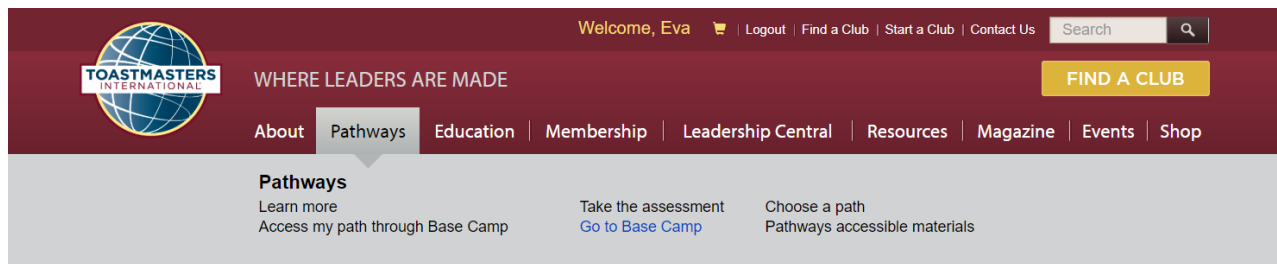 Welcome, Eva | Logout | Find a Club | Start a Club | Contact Us Search
TOASTMASTERS
INTERNATIONAL
WHERE LEADERS ARE MADE
FIND A CLUB
About Pathways Education | Membership | Leadership Central | Resources | Magazine | Events | Shop
Pathways
Learn more Take the assessment Choose a path
Access my path through Base Camp Go to Base Camp Pathways accessible materials